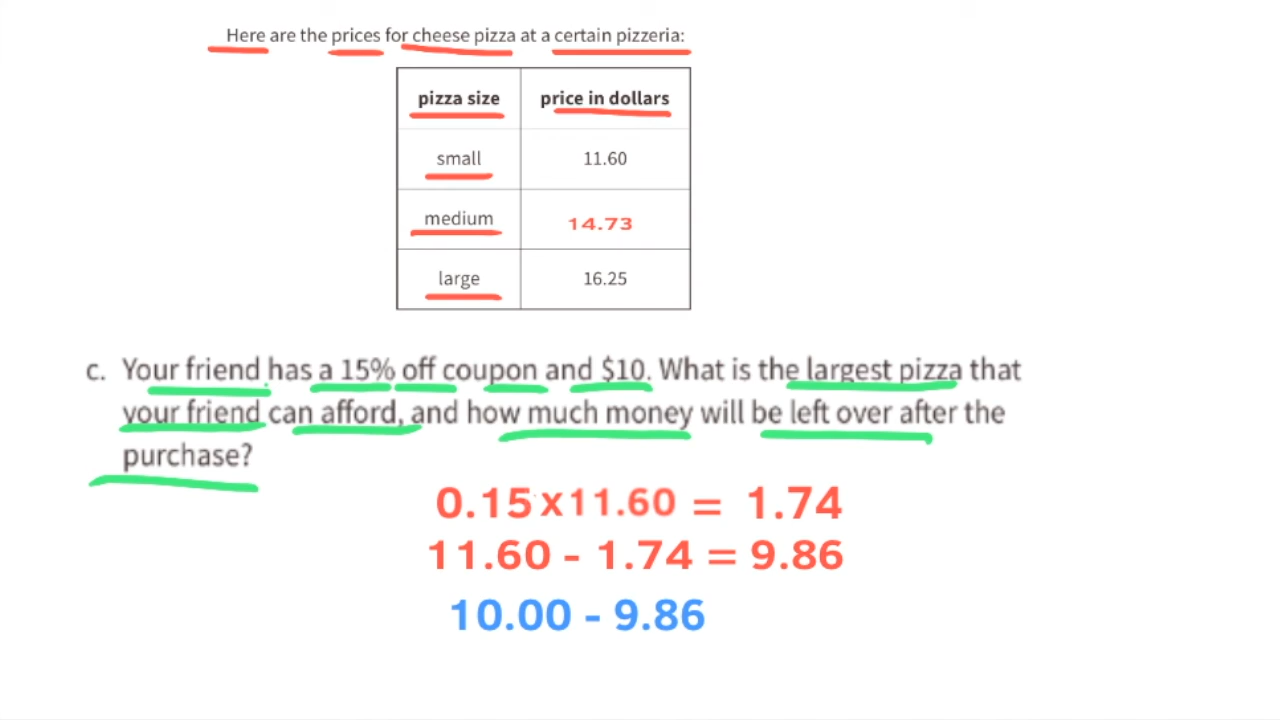 Here are the prices for cheese pizza at a certain pizzeria:
pizza size price in dollars
small 11.60
medium 14.73
large 16.25
c. Your friend has a 15% off coupon and $10. What is the largest pizza that
your friend can afford, and how much money will be left over after the
purchase?
0.15x11.60 = 1.74
11.60 - 1.74 = 9.86
10.00 - 9.86